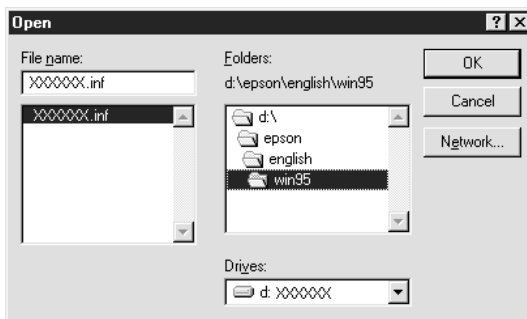 Open
File name:
XXXXXX.inf
XXXXXX.inf
Folders:
d:\epson\english\win95
d:\
epson
english
win95
Drives:
d: XXXXXX
OK
Cancel
Network...